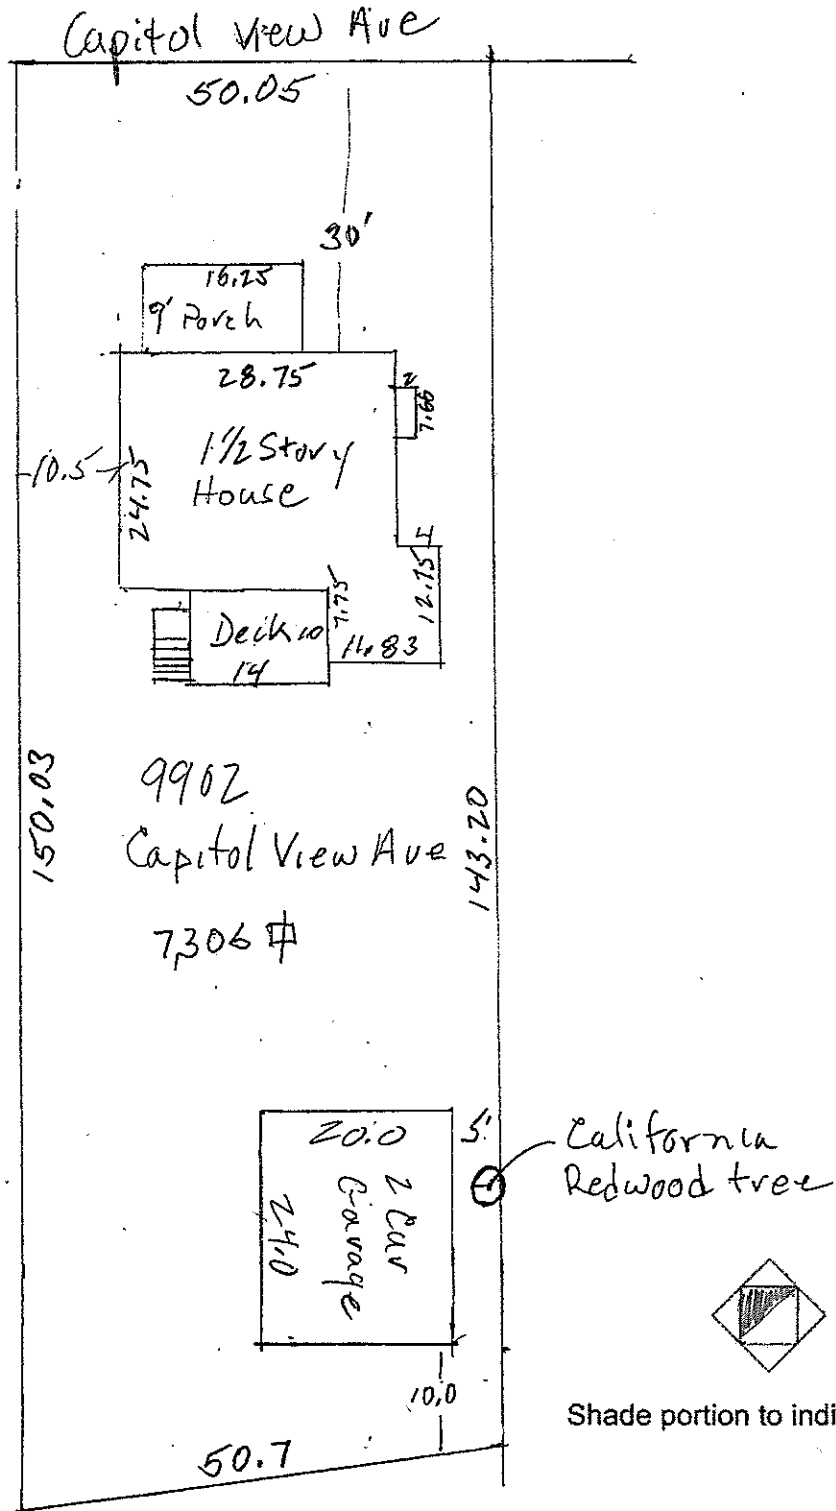 Capitol View Ave
50.05
30'
16.25
9' Porch
28.75
2
7.66
10.5
24.75
1 1/2 Story
House
4
12.75
7.75
Deck 10
14
11.83
150.03
143.20
9902
Capitol View Ave
7,306
20.0
5'
24.0
2 Car
Garage
California
Redwood tree
10.0
50.7
Shade portion to indi